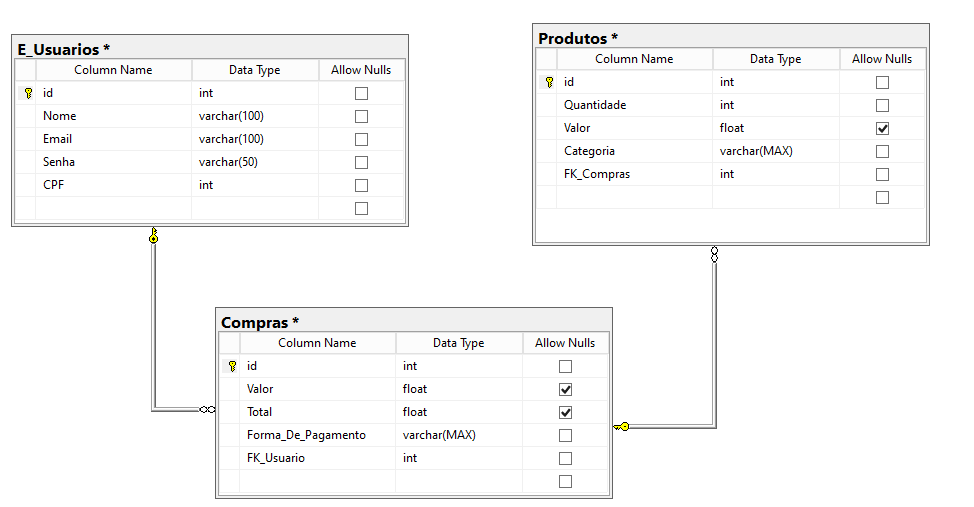 E_Usuarios *
Column Name Data Type Allow Nulls
id int
Nome varchar(100)
Email varchar(100)
Senha varchar(50)
CPF int
Produtos *
Column Name Data Type Allow Nulls
id int
Quantidade int
Valor float
Categoria varchar(MAX)
FK_Compras int
Compras *
Column Name Data Type Allow Nulls
id int
Valor float
Total float
Forma_De_Pagamento varchar(MAX)
FK_Usuario int